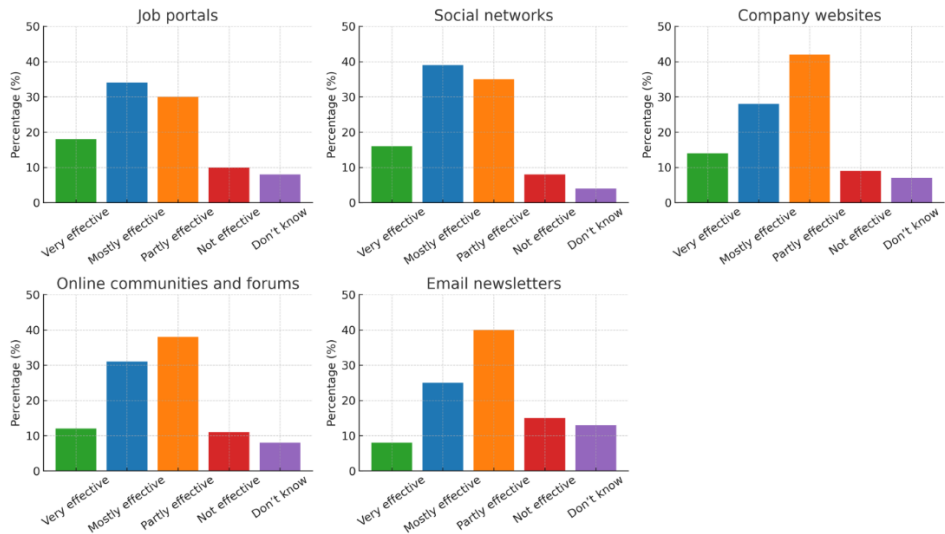 Job portals
50
40
30
20
10
0
Percentage (%)
Very effective
Mostly effective
Partly effective
Not effective
Don't know
Social networks
50
40
30
20
10
0
Percentage (%)
Very effective
Mostly effective
Partly effective
Not effective
Don't know
Company websites
50
40
30
20
10
0
Percentage (%)
Very effective
Mostly effective
Partly effective
Not effective
Don't know
Online communities and forums
50
40
30
20
10
0
Percentage (%)
Very effective
Mostly effective
Partly effective
Not effective
Don't know
Email newsletters
50
40
30
20
10
0
Percentage (%)
Very effective
Mostly effective
Partly effective
Not effective
Don't know